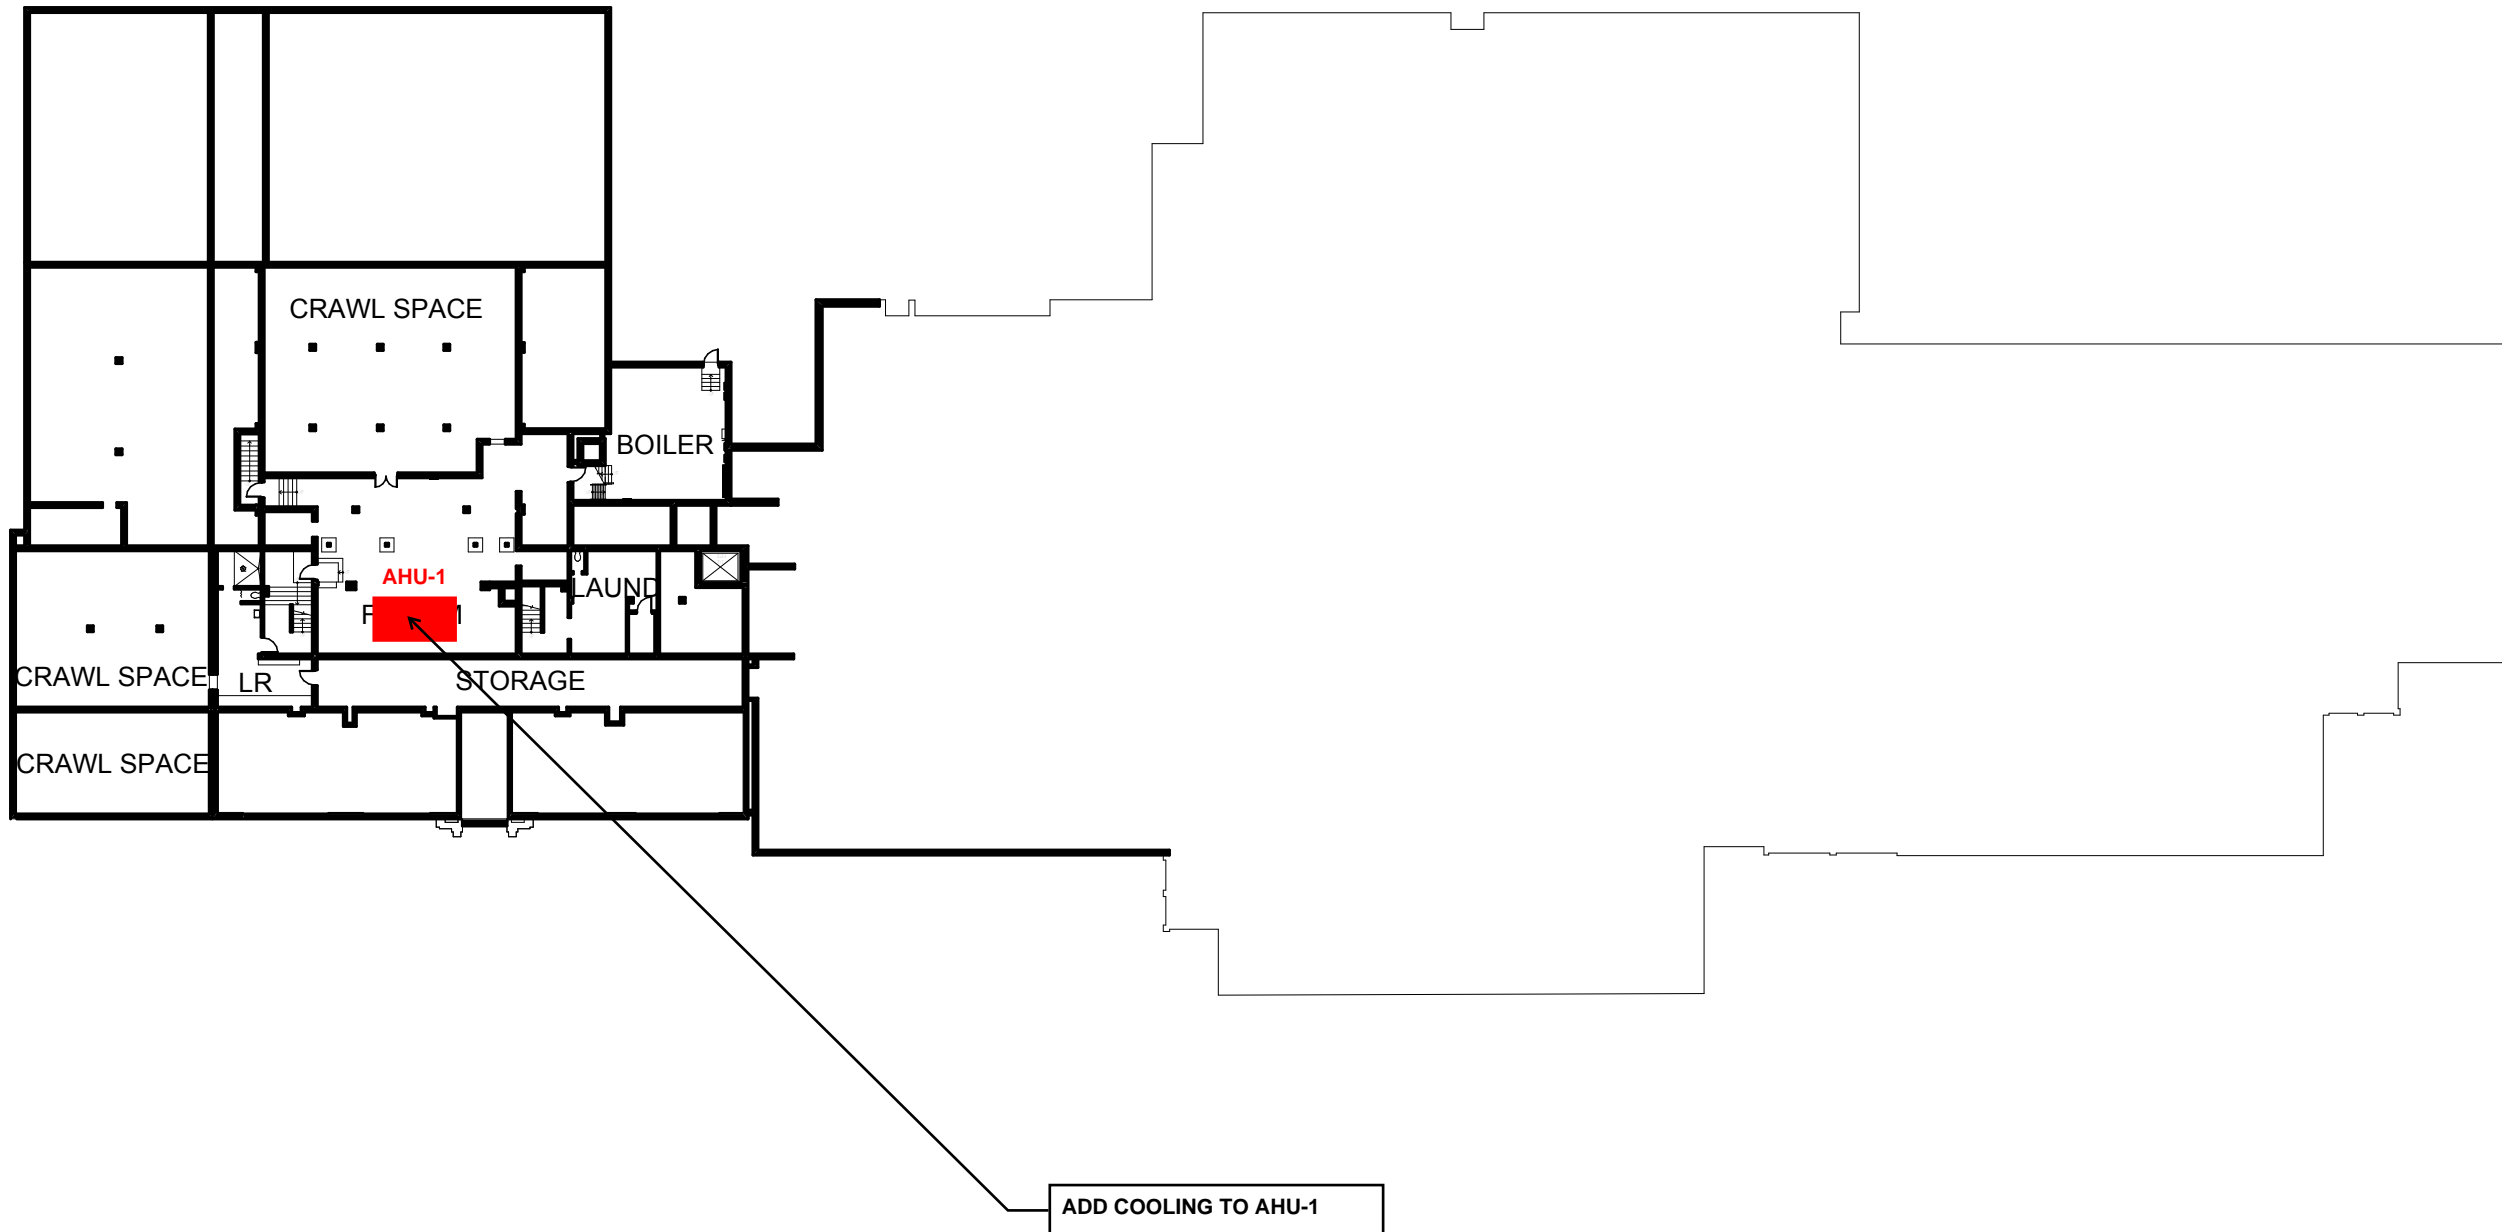 CRAWL SPACE
BOILER
AHU-1
LAUND
CRAWL SPACE
LR
STORAGE
CRAWL SPACE
ADD COOLING TO AHU-1